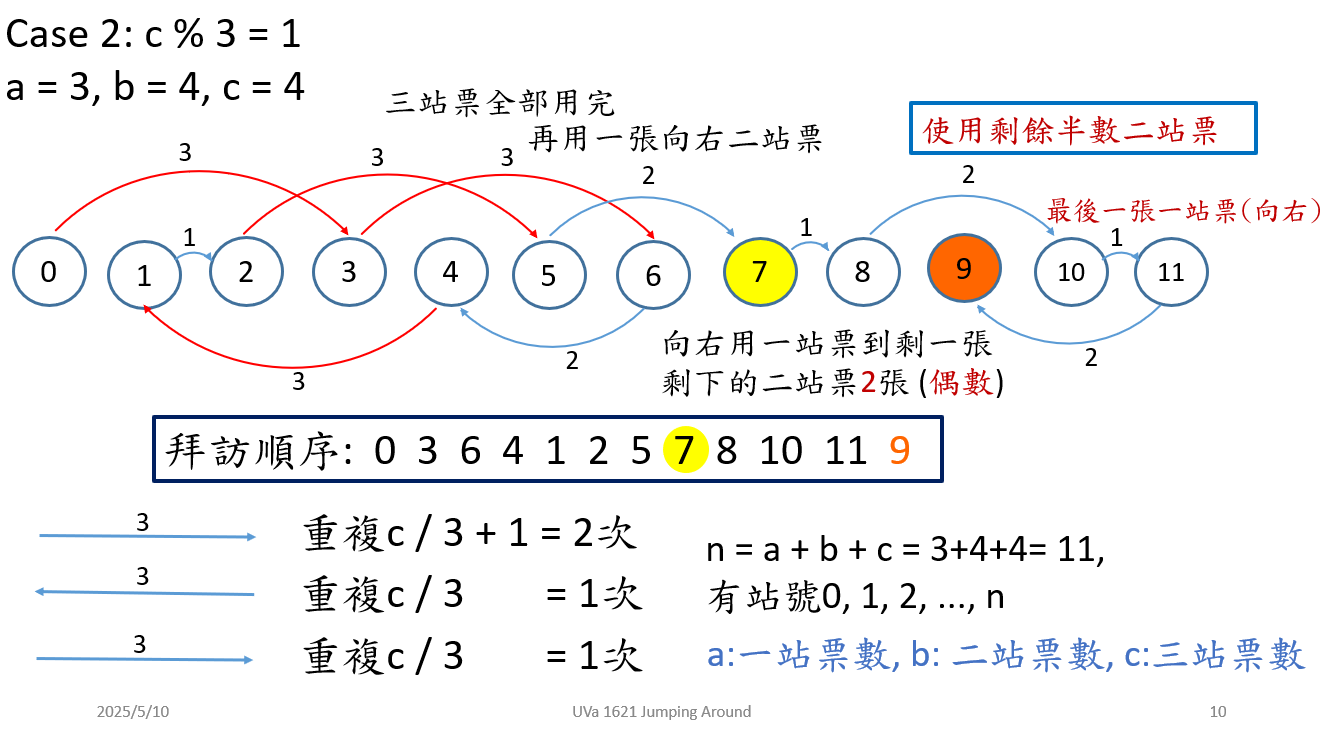 Case 2: c % 3 = 1
a = 3, b = 4, c = 4
三站票全部用完
再用一張向右二站票
使用剩餘半數二站票
3
3
3
2
2
最後一張一站票(向右)
1
1
1
0
1
2
3
4
5
6
7
8
9
10
11
3
2
2
向右用一站票到剩一張
剩下的二站票2張 (偶數)
拜訪順序: 0 3 6 4 1 2 5 7 8 10 11 9
3
重複c / 3 + 1 = 2次
3
重複c / 3 = 1次
3
重複c / 3 = 1次
n = a + b + c = 3+4+4= 11,
有站號0, 1, 2, ..., n
a:一站票數, b: 二站票數, c:三站票數
2025/5/10
UVa 1621 Jumping Around
10